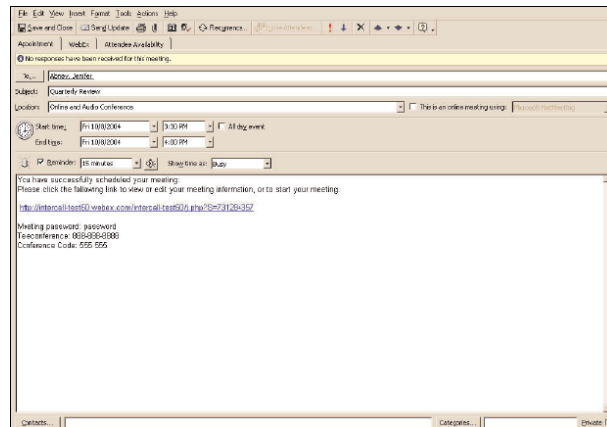 File Edit View Insert Format Tools Actions Help
Save and Close Send Update Recurrence...
Appointment WebEx Attendee Availability
No responses have been received for this meeting.
To...
Subject: Quarterly Review
Location: Online and Audio Conference This is an online meeting using: Microsoft NetMeeting
Start time: Fri 10/8/2004 3:30 PM All day event
End time: Fri 10/8/2004 4:00 PM
Reminder: 15 minutes Show time as: Busy
You have successfully scheduled your meeting:
Please click the following link to view or edit your meeting information, or to start your meeting.
Meeting password: password
Teleconference: 888-888-8888
Conference Code: 555 555
Contacts... Categories... Private